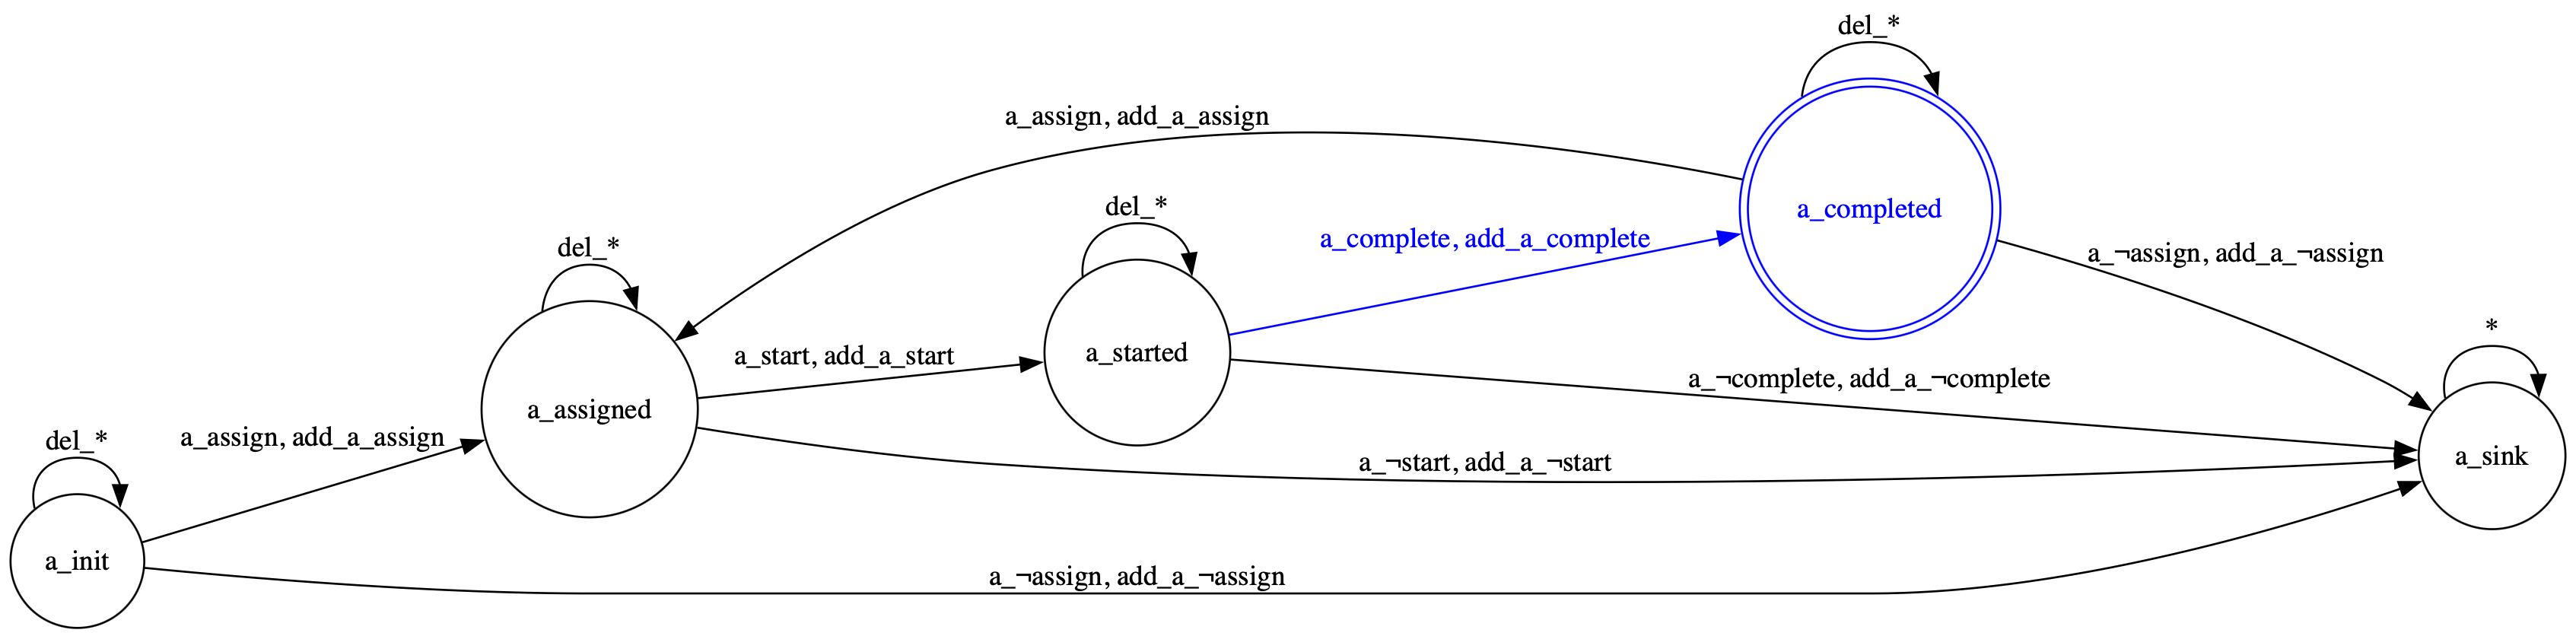 del_*
a_completed
a_assign, add_a_assign
del_*
a_complete, add_a_complete
a_¬assign, add_a_¬assign
del_*
a_started
a_start, add_a_start
*
a_¬complete, add_a_¬complete
a_assigned
a_sink
del_*
a_assign, add_a_assign
a_¬start, add_a_¬start
a_init
a_¬assign, add_a_¬assign